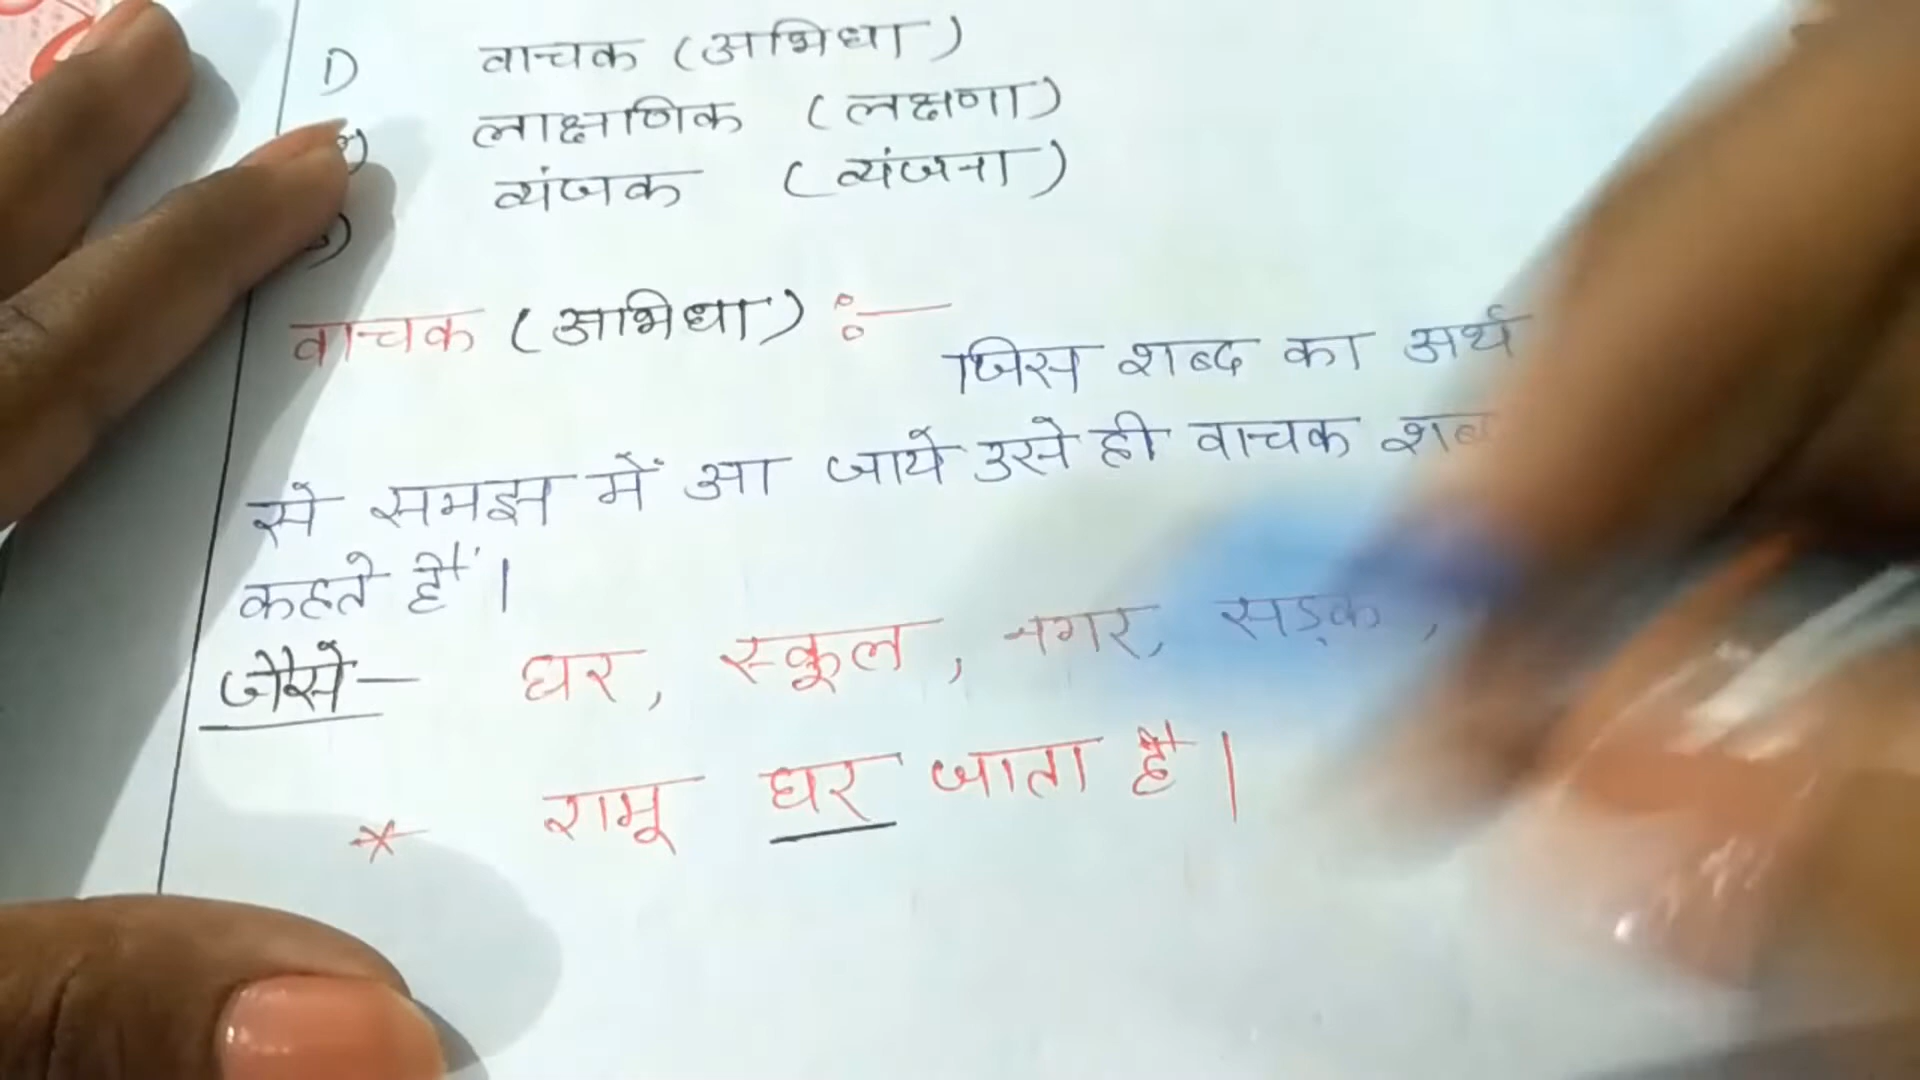 1) वाचक (अभिधा)
लाक्षणिक (लक्षणा)
व्यंजक (व्यंजना)
वाचक (अभिधा) :—
जिस शब्द का अर्थ
से समझ में आ जाये उसे ही वाचक
कहते है।
जैसे— घर, स्कूल, नगर, सड़क,
* रामू घर जाता है।